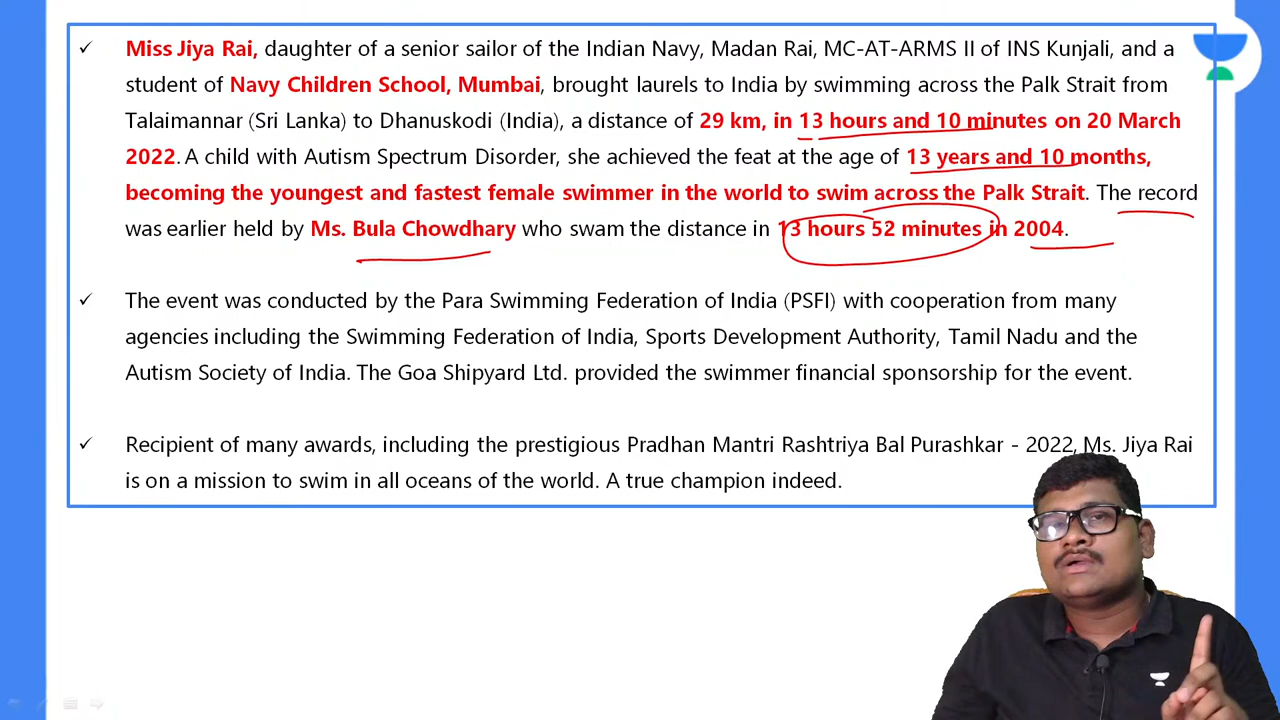 Miss Jiya Rai, daughter of a senior sailor of the Indian Navy, Madan Rai, MC-AT-ARMS II of INS Kunjali, and a
student of Navy Children School, Mumbai, brought laurels to India by swimming across the Palk Strait from
Talaimannar (Sri Lanka) to Dhanuskodi (India), a distance of 29 km, in 13 hours and 10 minutes on 20 March
2022. A child with Autism Spectrum Disorder, she achieved the feat at the age of 13 years and 10 months,
becoming the youngest and fastest female swimmer in the world to swim across the Palk Strait. The record
was earlier held by Ms. Bula Chowdhary who swam the distance in 13 hours 52 minutes in 2004.
The event was conducted by the Para Swimming Federation of India (PSFI) with cooperation from many
agencies including the Swimming Federation of India, Sports Development Authority, Tamil Nadu and the
Autism Society of India. The Goa Shipyard Ltd. provided the swimmer financial sponsorship for the event.
Recipient of many awards, including the prestigious Pradhan Mantri Rashtriya Bal Purashkar - 2022, Ms. Jiya Rai
is on a mission to swim in all oceans of the world. A true champion indeed.